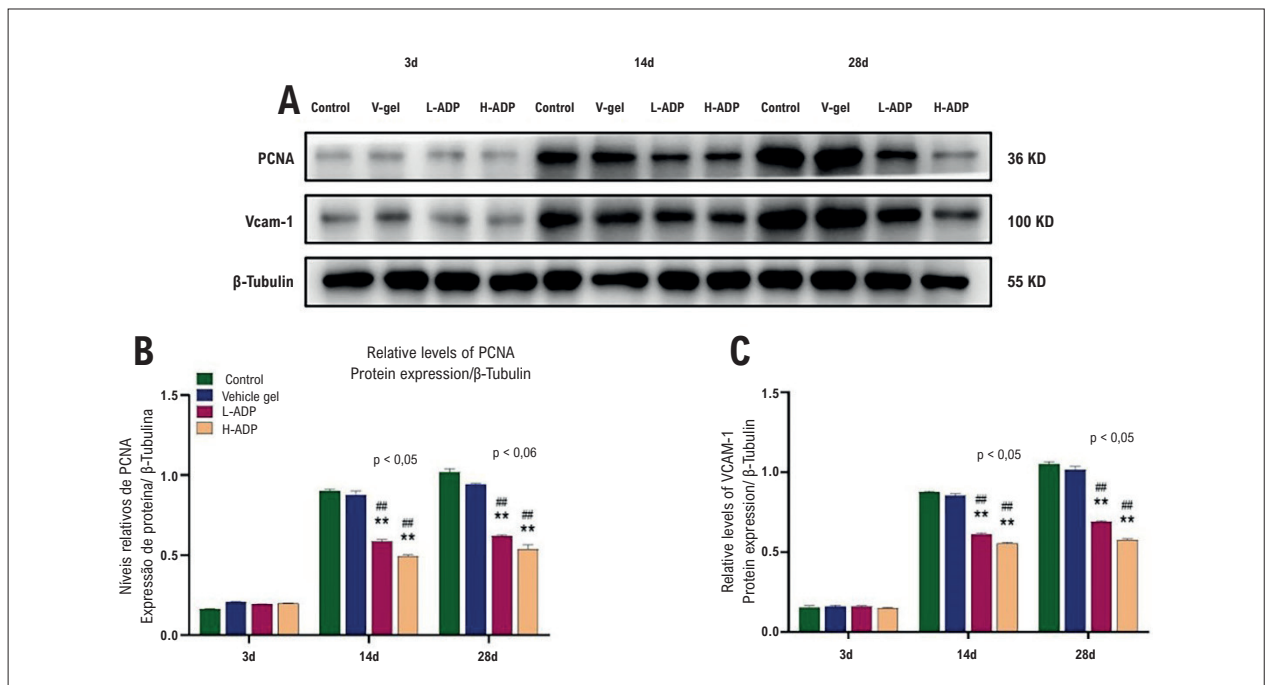 3d 14d 28d
A
Control V-gel L-ADP H-ADP Control V-gel L-ADP H-ADP Control V-gel L-ADP H-ADP
PCNA 36 KD
Vcam-1 100 KD
β-Tubulin 55 KD
B
Relative levels of PCNA
Protein expression/β-Tubulin
Control
Vehicle gel
L-ADP
H-ADP
Níveis relativos de PCNA
Expressão de proteína/ β-Tubulina
1.5
1.0
0.5
0.0
p < 0,05
p < 0,06
## ## ## ##
** ** ** **
3d 14d 28d
C
Relative levels of VCAM-1
Protein expression/ β-Tubulin
1.5
1.0
0.5
0.0
p < 0,05
p < 0,05
## ## ## ##
** ** ** **
3d 14d 28d